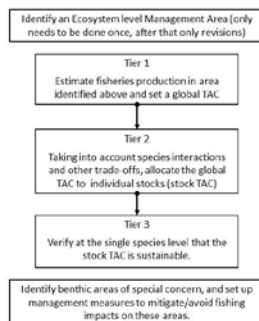 Identify an Ecosystem level Management Area (only
needs to be done once, after that only revisions)
Tier 1
Estimate fisheries production in area
identified above and set a global TAC
Tier 2
Taking into account species interactions
and other trade-offs, allocate the global
TAC to individual stocks (stock TAC)
Tier 3
Verify at the single species level that the
stock TAC is sustainable.
Identify benthic areas of special concern, and set up
management measures to mitigate/avoid fishing
impacts on these areas.